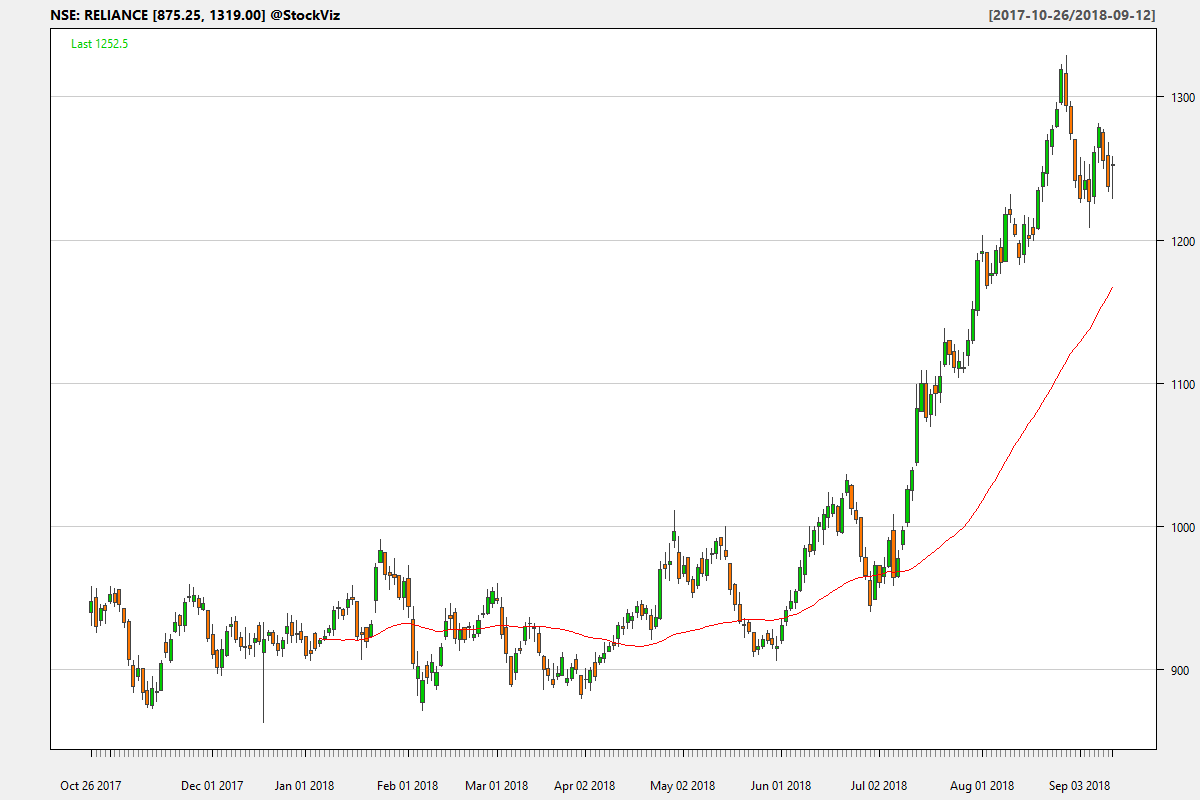 NSE: RELIANCE [875.25, 1319.00] @StockViz [2017-10-26/2018-09-12]
Last 1252.5
1300
1200
1100
1000
900
Oct 26 2017 Dec 01 2017 Jan 01 2018 Feb 01 2018 Mar 01 2018 Apr 02 2018 May 02 2018 Jun 01 2018 Jul 02 2018 Aug 01 2018 Sep 03 2018